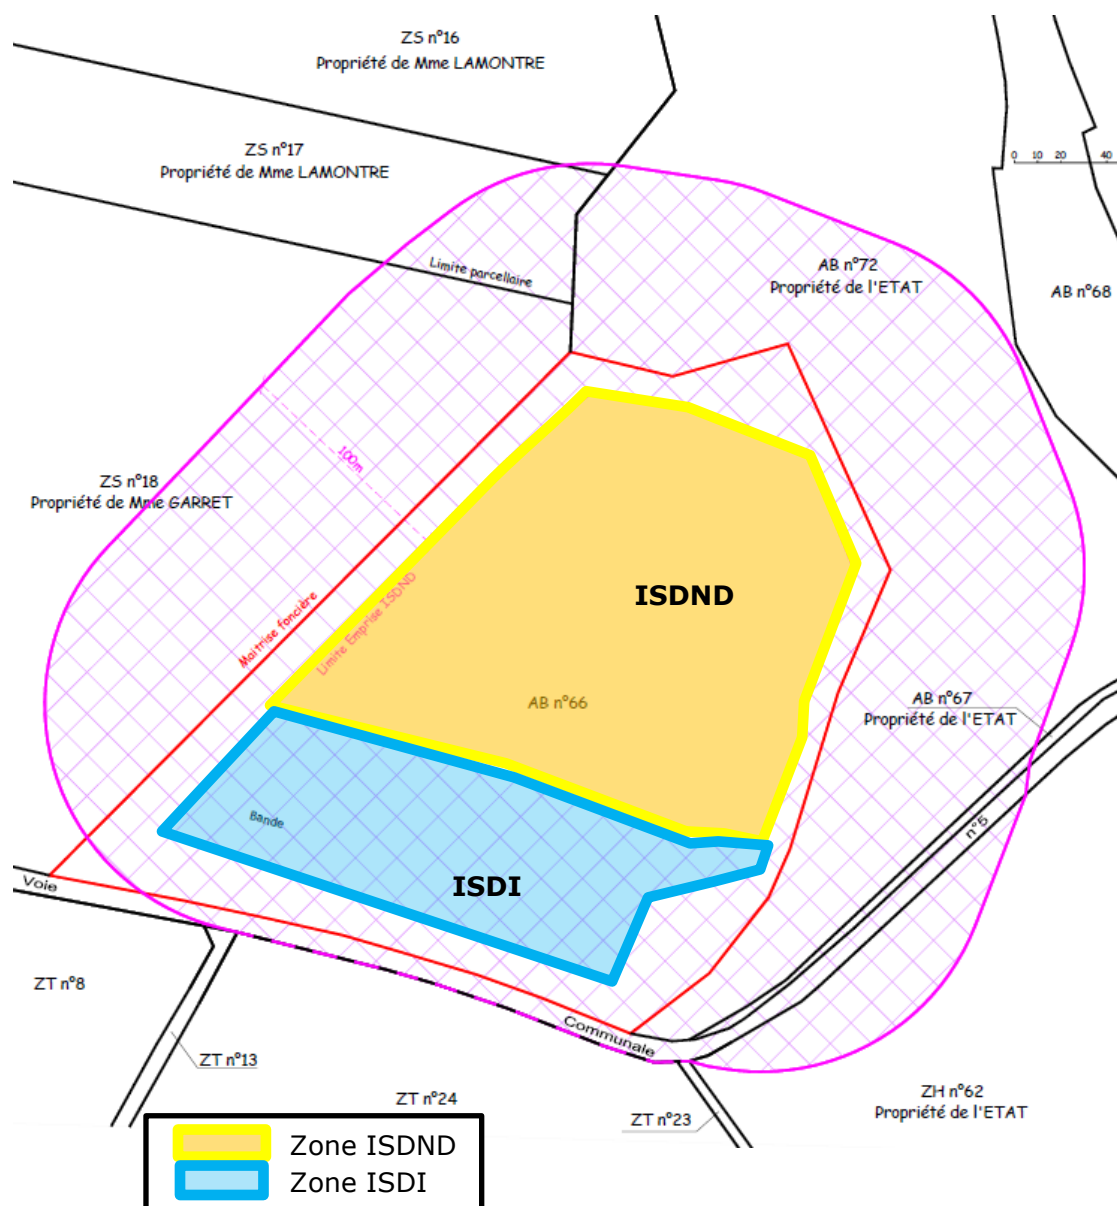 ZS n°16
Propriété de Mme LAMONTRE
ZS n°17
Propriété de Mme LAMONTRE
0 10 20 40
Limite parcellaire
AB n°72
Propriété de l'ETAT
AB n°68
100m
ZS n°18
Propriété de Mme GARRET
Maitrise foncière
Limite Emprise ISDND
ISDND
AB n°66
AB n°67
Propriété de l'ETAT
Bande
n°5
ISDI
Voie
Communale
ZT n°8
ZT n°13
ZT n°24
ZT n°23
ZH n°62
Propriété de l'ETAT
Zone ISDND
Zone ISDI